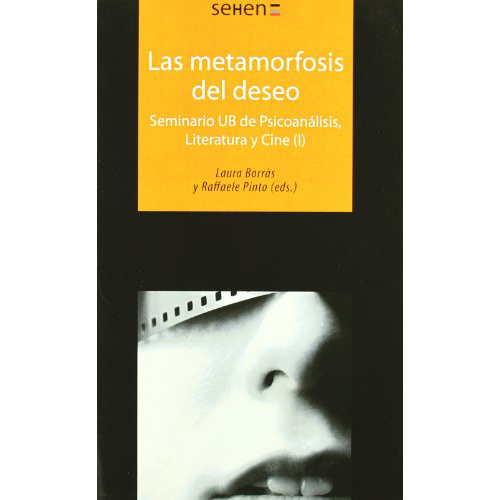 seHen
Las metamorfosis
del deseo
Seminario UB de Psicoanálisis,
Literatura y Cine (I)
Laura Borràs
y Raffaele Pinto (eds.)